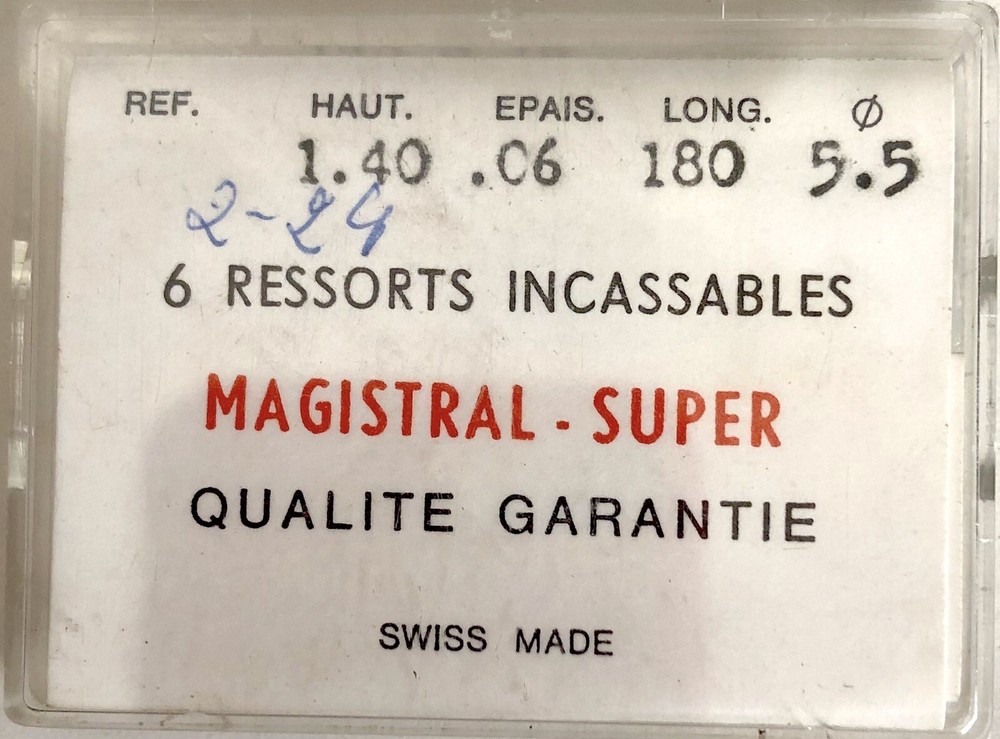 REF. HAUT. EPAIS. LONG. Ø
1.40 .06 180 5.5
2-24
6 RESSORTS INCASSABLES
MAGISTRAL - SUPER
QUALITE GARANTIE
SWISS MADE